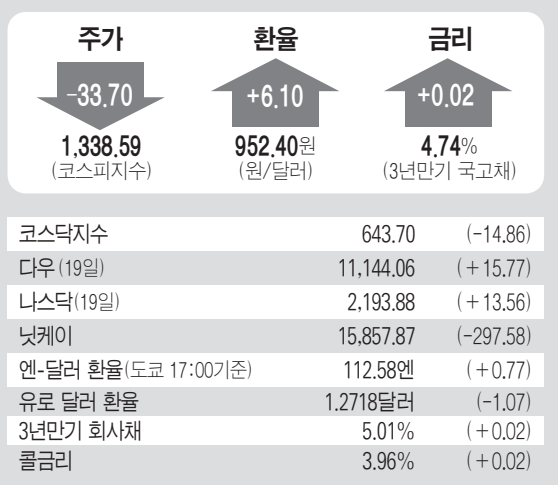 주가 환율 금리
-33.70 +6.10 +0.02
1,338.59 952.40원 4.74%
(코스피지수) (원/달러) (3년만기 국고채)
코스닥지수 643.70 (-14.86)
다우(19일) 11,144.06 (+15.77)
나스닥(19일) 2,193.88 (+13.56)
닛케이 15,857.87 (-297.58)
엔-달러 환율(도쿄 17:00기준) 112.58엔 (+0.77)
유로 달러 환율 1.2718달러 (-1.07)
3년만기 회사채 5.01% (+0.02)
콜금리 3.96% (+0.02)